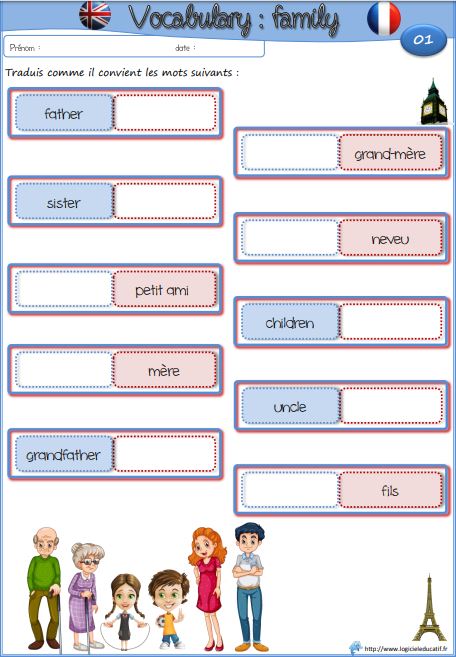 Vocabulary : family
01
Prénom :
date :
Traduis comme il convient les mots suivants :
father
grand-mère
sister
neveu
petit ami
children
mère
uncle
grandfather
fils
http://www.logicieleducatif.fr